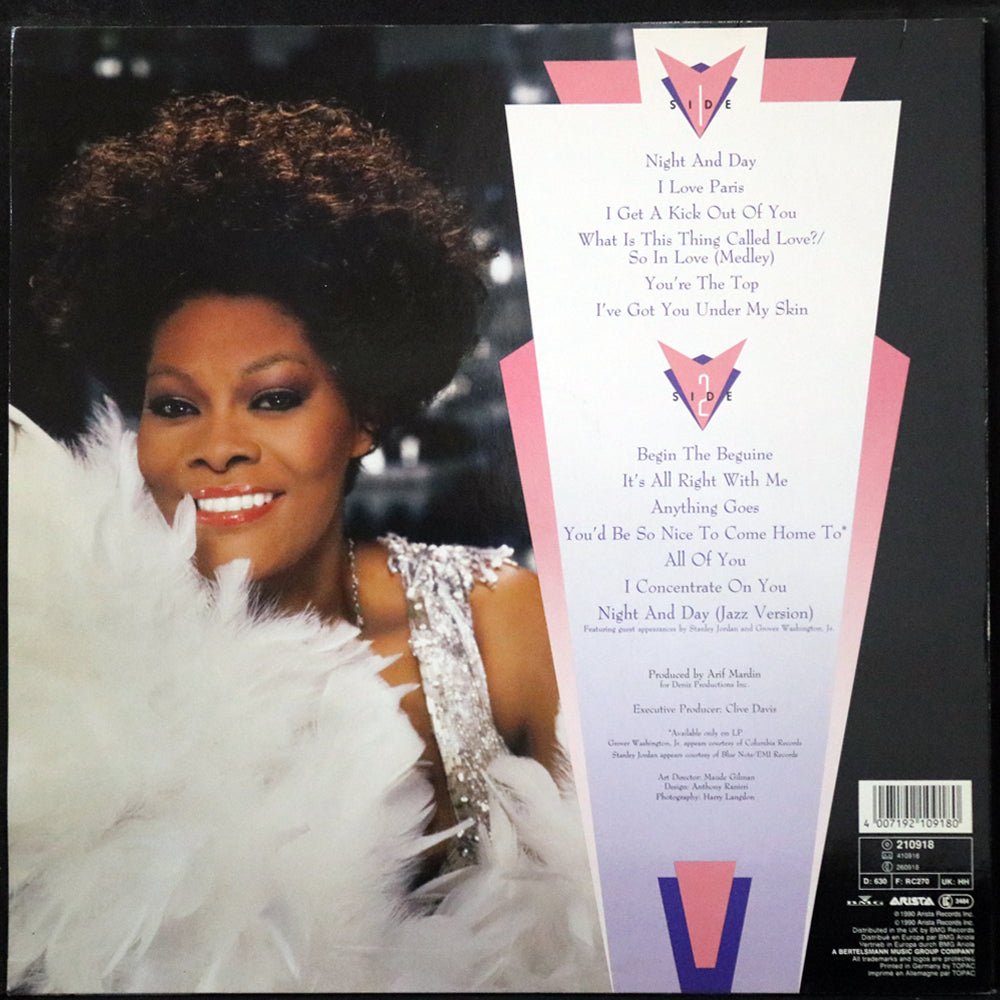 SIDE 1
Night And Day
I Love Paris
I Get A Kick Out Of You
What Is This Thing Called Love?/
So In Love (Medley)
You're The Top
I've Got You Under My Skin
SIDE 2
Begin The Beguine
It's All Right With Me
Anything Goes
You'd Be So Nice To Come Home To*
All Of You
I Concentrate On You
Night And Day (Jazz Version)
Featuring guest appearances by Stanley Jordan and Grover Washington, Jr.
Produced by Arif Mardin
for Deniz Productions Inc.
Executive Producer: Clive Davis
*Available only on LP
Grover Washington, Jr. appears courtesy of Columbia Records
Stanley Jordan appears courtesy of Blue Note/EMI Records
Art Director: Maude Gilman
Design: Anthony Ranieri
Photography: Harry Langdon
4 007192 109180
210918
410918
260918
D: 630 F: RC270 UK: HH
BMG ARISTA LC 3484
℗ 1990 Arista Records Inc.
© 1990 Arista Records Inc.
Distributed in the UK by BMG Records
Distribué en Europe par BMG Ariola
Vertrieb in Europa durch BMG Ariola
A BERTELSMANN MUSIC GROUP COMPANY
All trademarks and logos are protected
Printed in Germany by TOPAC
Imprimé en Allemagne par TOPAC